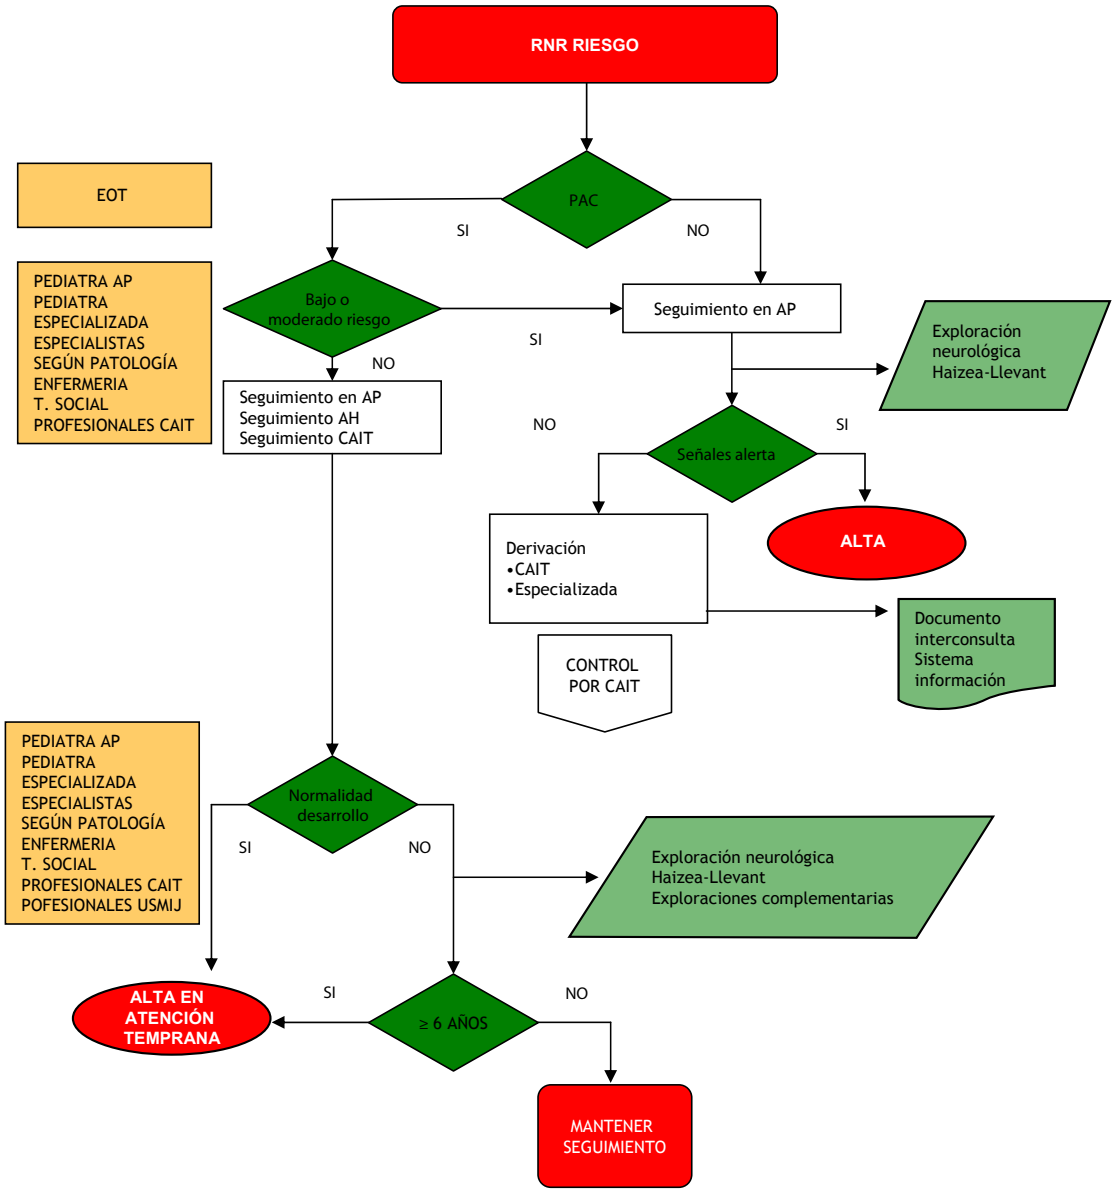 RNR RIESGO
EOT
PAC
SI
NO
PEDIATRA AP
PEDIATRA
ESPECIALIZADA
ESPECIALISTAS
SEGÚN PATOLOGÍA
ENFERMERIA
T. SOCIAL
PROFESIONALES CAIT
Bajo o
moderado riesgo
SI
NO
Seguimiento en AP
Exploración
neurológica
Haizea-Llevant
Seguimiento en AP
Seguimiento AH
Seguimiento CAIT
NO
SI
Señales alerta
Derivación
•CAIT
•Especializada
ALTA
Documento
interconsulta
Sistema
información
CONTROL
POR CAIT
PEDIATRA AP
PEDIATRA
ESPECIALIZADA
ESPECIALISTAS
SEGÚN PATOLOGÍA
ENFERMERIA
T. SOCIAL
PROFESIONALES CAIT
POFESIONALES USMIJ
Normalidad
desarrollo
SI
NO
Exploración neurológica
Haizea-Llevant
Exploraciones complementarias
ALTA EN
ATENCIÓN
TEMPRANA
SI
NO
≥ 6 AÑOS
MANTENER
SEGUIMIENTO